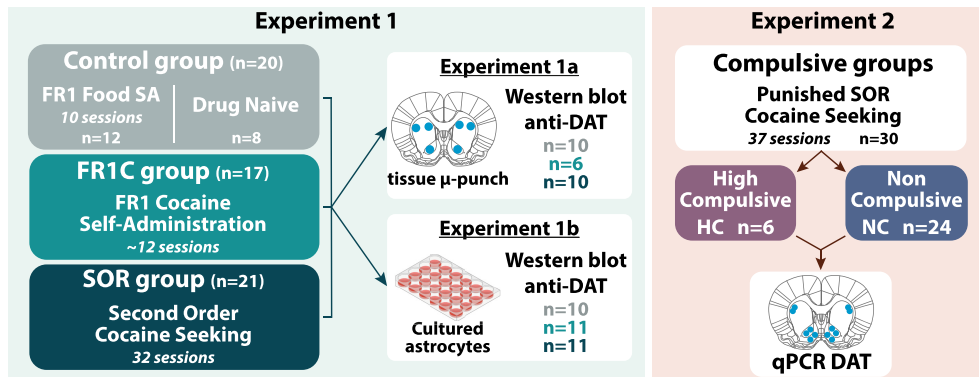 Experiment 1
Control group (n=20)
FR1 Food SA
10 sessions
n=12
Drug Naive
n=8
FR1C group (n=17)
FR1 Cocaine
Self-Administration
~12 sessions
SOR group (n=21)
Second Order
Cocaine Seeking
32 sessions
Experiment 1a
tissue µ-punch
Western blot
anti-DAT
n=10
n=6
n=10
Experiment 1b
Cultured
astrocytes
Western blot
anti-DAT
n=10
n=11
n=11
Experiment 2
Compulsive groups
Punished SOR
Cocaine Seeking
37 sessions n=30
High
Compulsive
HC n=6
Non
Compulsive
NC n=24
qPCR DAT